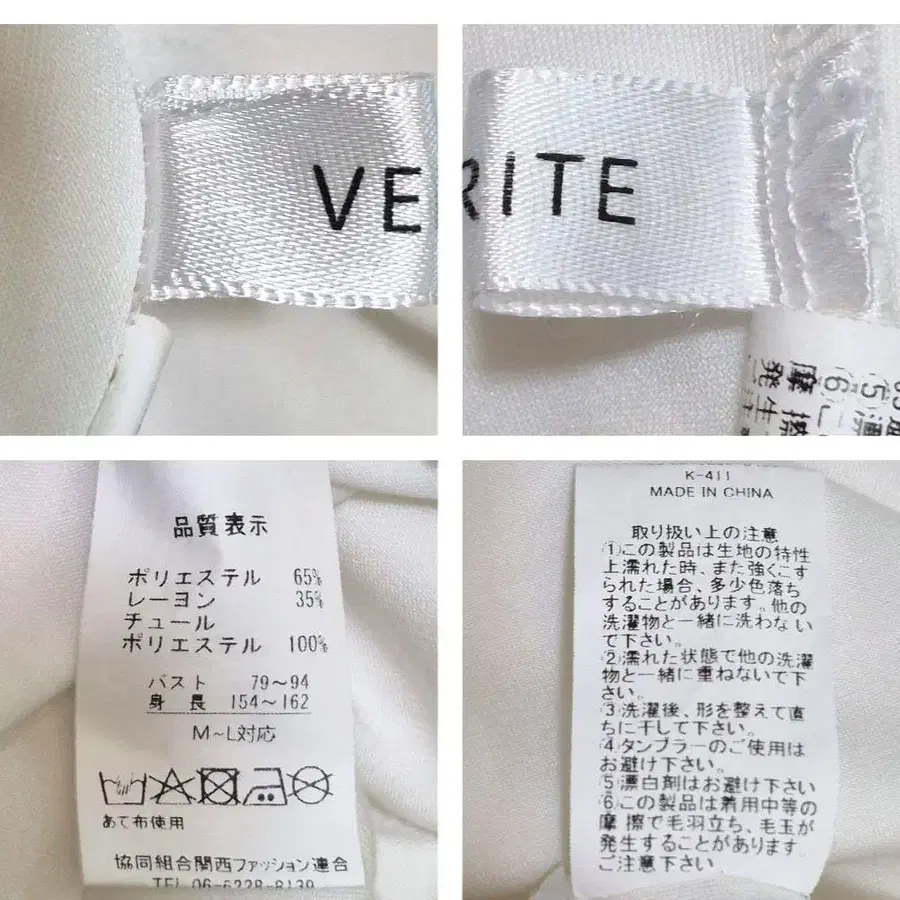 VE
RITE
摩擦
発生
品質表示
ポリエステル 65%
レーヨン 35%
チュール
ポリエステル 100%
バスト 79～94
身長 154～162
M～L対応
あて布使用
協同組合関西ファッション連合
TEL 06-6228-8139
K-411
MADE IN CHINA
取り扱い上の注意
①この製品は生地の特性
上濡れた時、また強くこす
られた場合、多少色落ち
することがあります。他の
洗濯物と一緒に洗わない
で下さい。
②濡れた状態で他の洗濯
物と一緒に重ねないで下
さい。
③洗濯後、形を整えて直
ちに干して下さい。
④タンブラーのご使用は
お避け下さい。
⑤漂白剤はお避け下さい
⑥この製品は着用中等の
摩擦で毛羽立ち、毛玉が
発生することがあります。
ご注意下さい